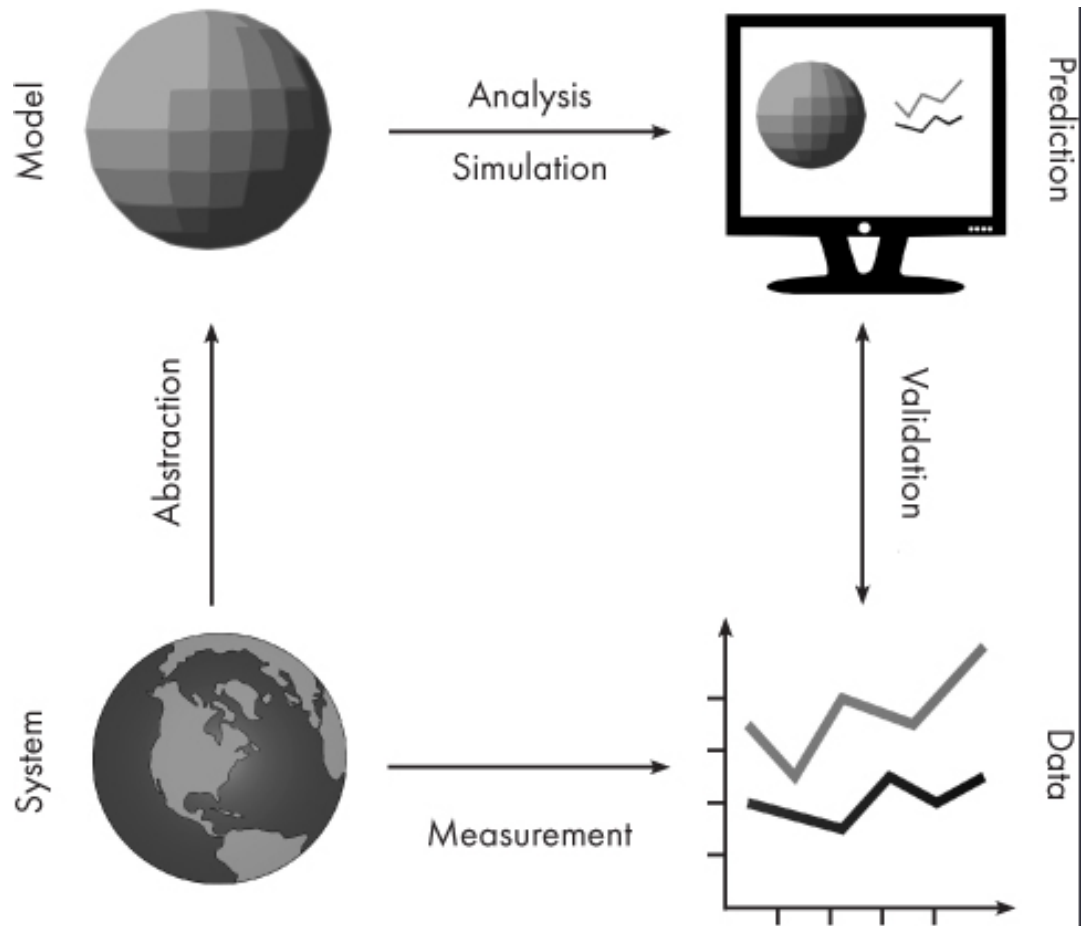 Model
Analysis
Simulation
Prediction
Abstraction
Validation
System
Measurement
Data